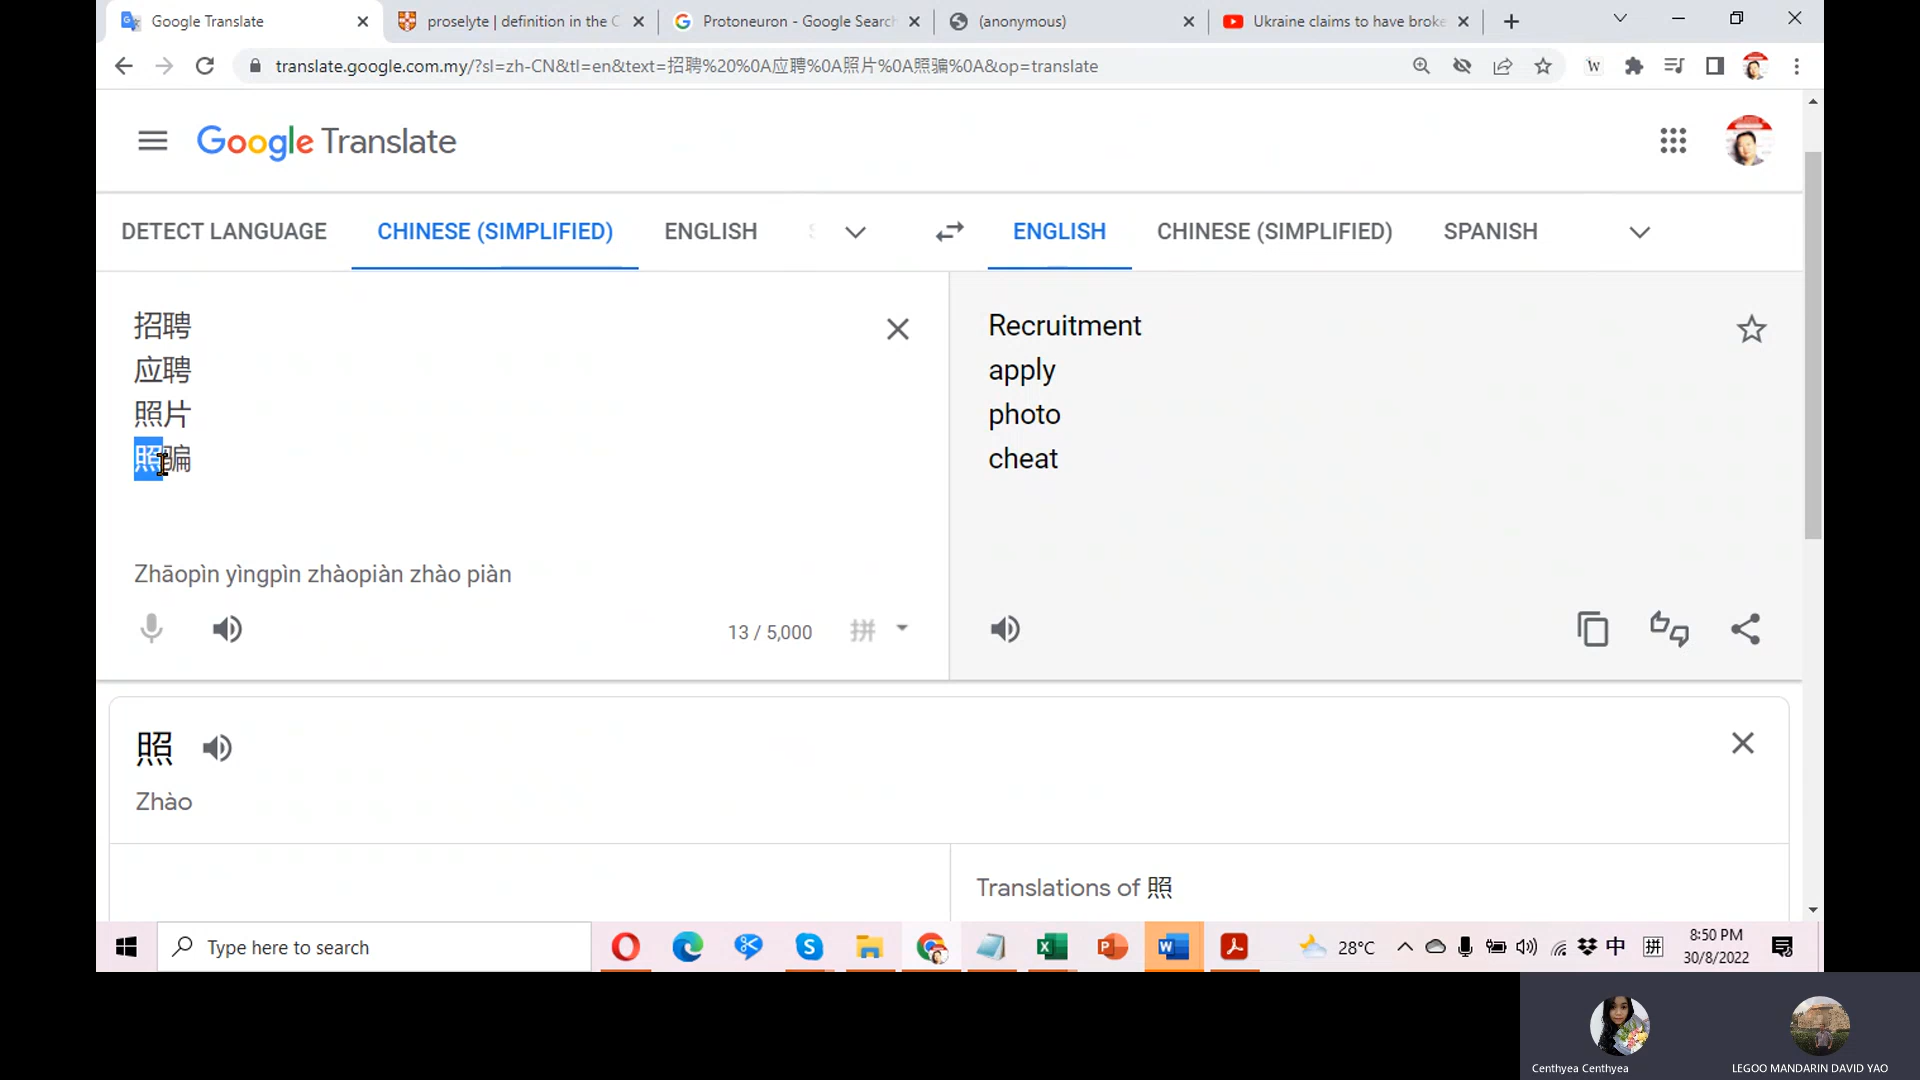 Google Translate
proselyte | definition in the C
Protoneuron - Google Search
(anonymous)
Ukraine claims to have broke
translate.google.com.my/?sl=zh-CN&tl=en&text=招聘%20%0A应聘%0A照片%0A照骗%0A&op=translate
Google Translate
DETECT LANGUAGE
CHINESE (SIMPLIFIED)
ENGLISH
ENGLISH
CHINESE (SIMPLIFIED)
SPANISH
招聘
应聘
照片
照骗
Recruitment
apply
photo
cheat
Zhāopìn yìngpìn zhàopiàn zhào piàn
13 / 5,000
拼
照
Zhào
Translations of 照
Type here to search
28°C
中
拼
8:50 PM
30/8/2022
Centhyea Centhyea
LEGOO MANDARIN DAVID YAO